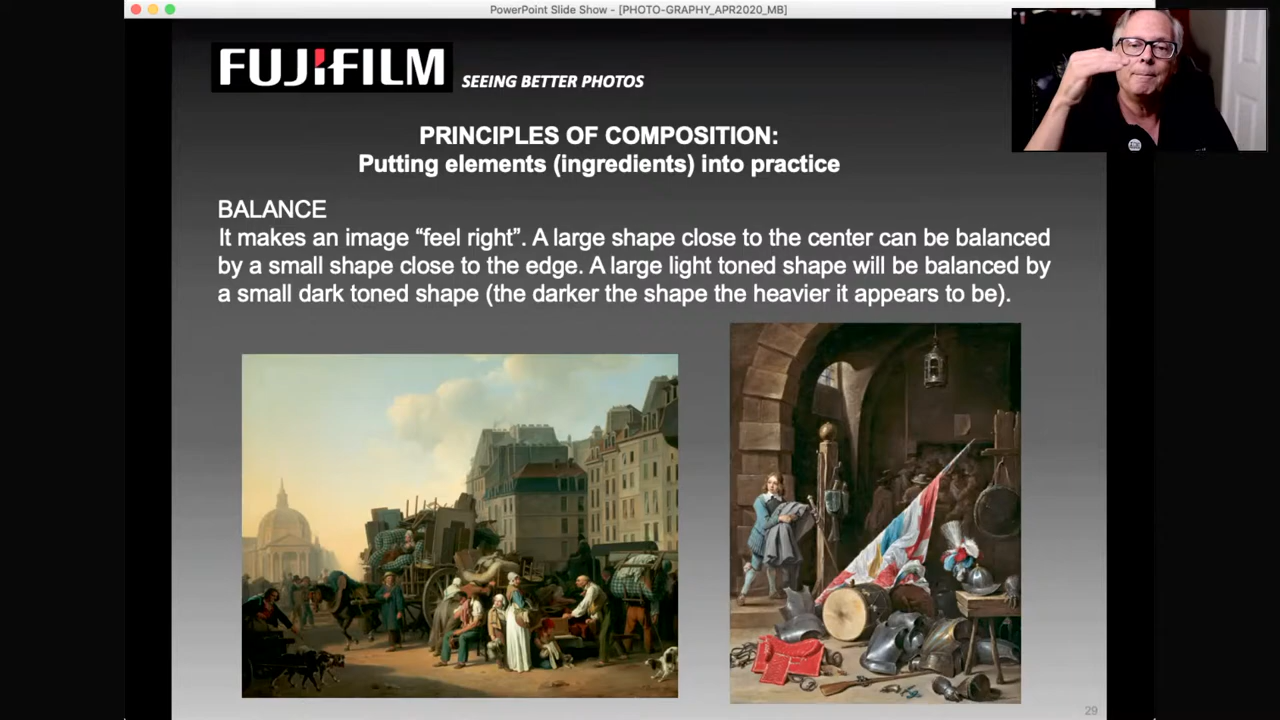 PowerPoint Slide Show - [PHOTO-GRAPHY_APR2020_MB]
FUJIFILM SEEING BETTER PHOTOS
PRINCIPLES OF COMPOSITION:
Putting elements (ingredients) into practice
BALANCE
It makes an image “feel right”. A large shape close to the center can be balanced
by a small shape close to the edge. A large light toned shape will be balanced by
a small dark toned shape (the darker the shape the heavier it appears to be).
29